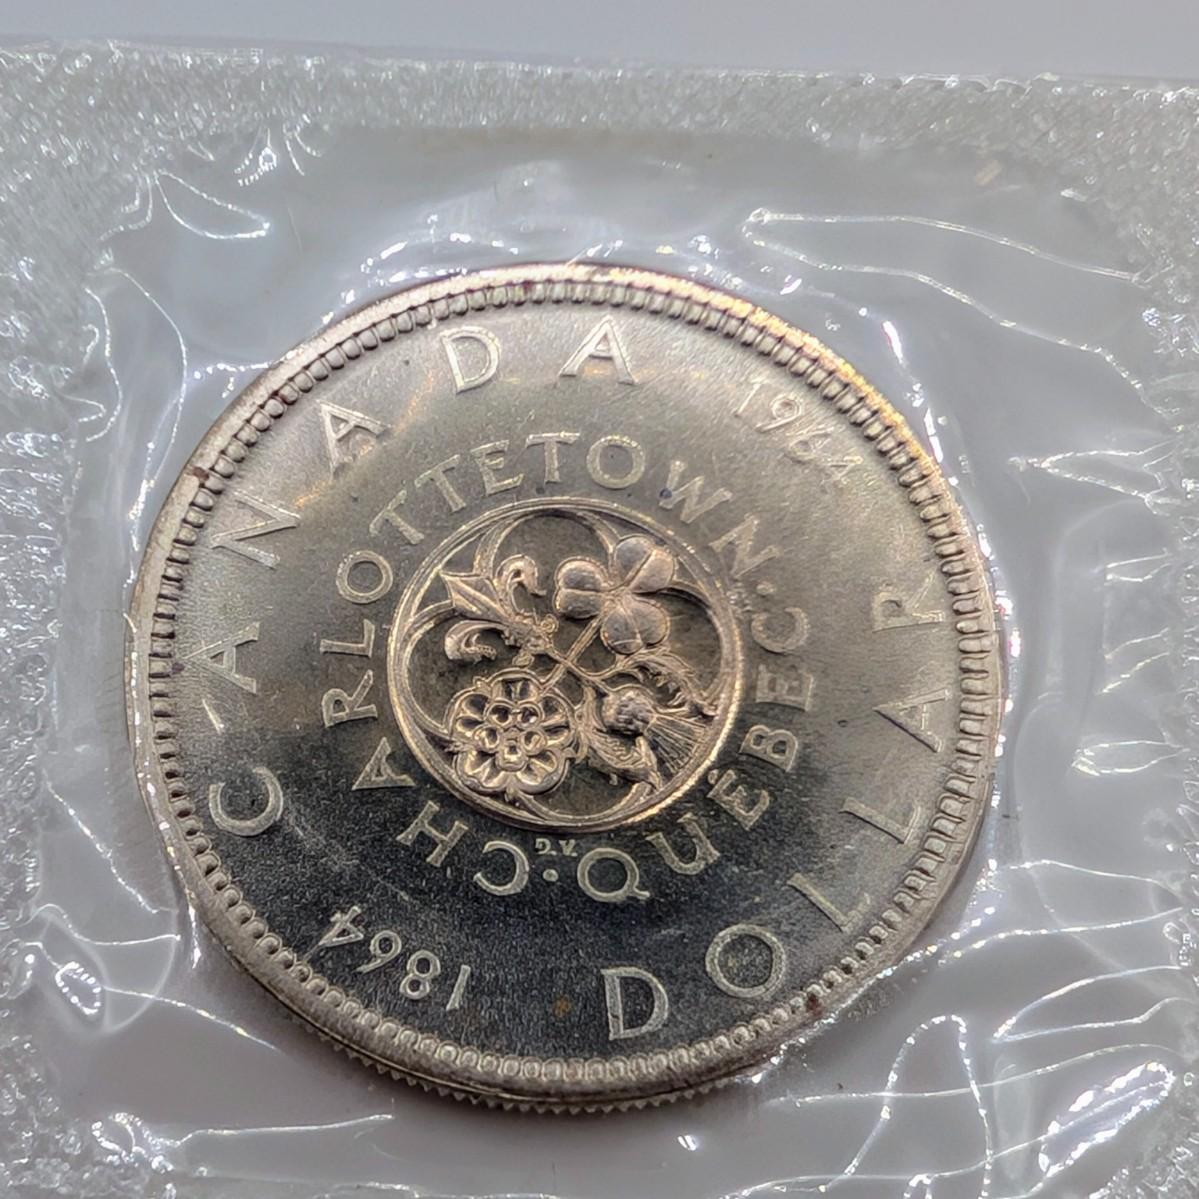 CANADA
1964
DOLLAR
1864
CHARLOTTETOWN·
QUÉBEC·
D.V.